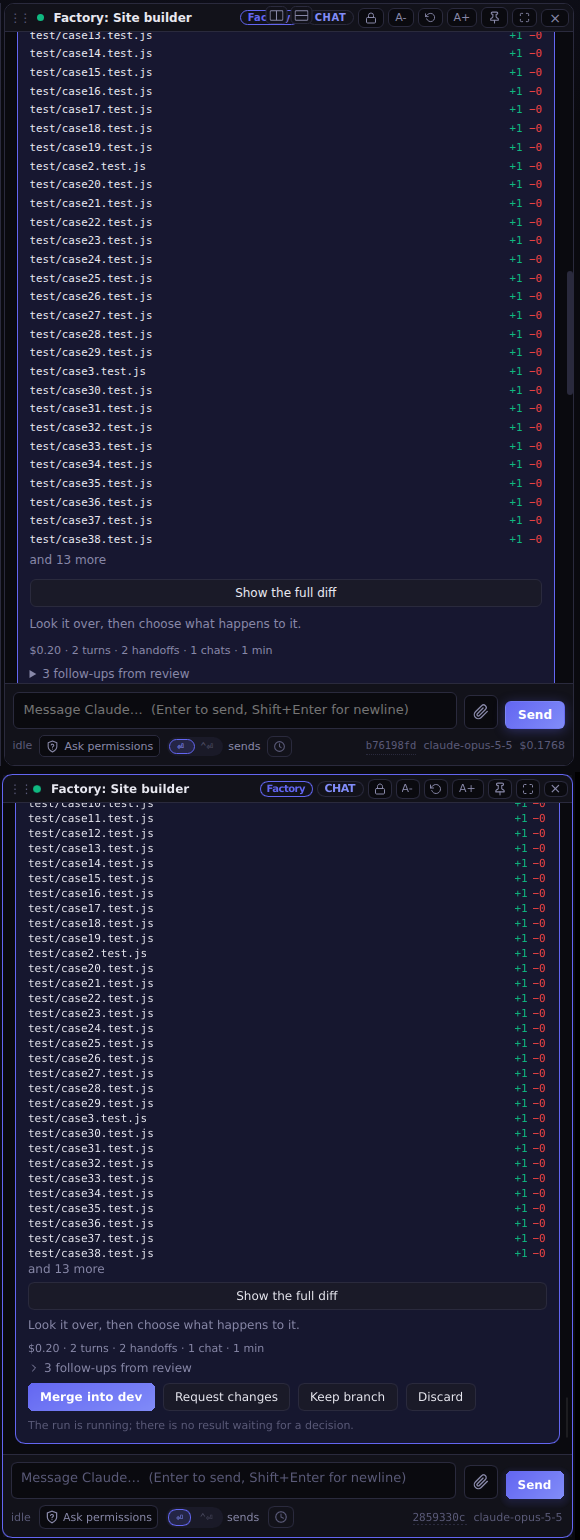 Factory: Site builder
CHAT
A-
A+
test/case13.test.js +1 −0
test/case14.test.js +1 −0
test/case15.test.js +1 −0
test/case16.test.js +1 −0
test/case17.test.js +1 −0
test/case18.test.js +1 −0
test/case19.test.js +1 −0
test/case2.test.js +1 −0
test/case20.test.js +1 −0
test/case21.test.js +1 −0
test/case22.test.js +1 −0
test/case23.test.js +1 −0
test/case24.test.js +1 −0
test/case25.test.js +1 −0
test/case26.test.js +1 −0
test/case27.test.js +1 −0
test/case28.test.js +1 −0
test/case29.test.js +1 −0
test/case3.test.js +1 −0
test/case30.test.js +1 −0
test/case31.test.js +1 −0
test/case32.test.js +1 −0
test/case33.test.js +1 −0
test/case34.test.js +1 −0
test/case35.test.js +1 −0
test/case36.test.js +1 −0
test/case37.test.js +1 −0
test/case38.test.js +1 −0
and 13 more
Show the full diff
Look it over, then choose what happens to it.
$0.20 · 2 turns · 2 handoffs · 1 chats · 1 min
3 follow-ups from review
Message Claude… (Enter to send, Shift+Enter for newline)
Send
idle Ask permissions sends b76198fd claude-opus-5-5 $0.1768
Factory: Site builder
Factory CHAT A- A+
test/case10.test.js +1 −0
test/case11.test.js +1 −0
test/case12.test.js +1 −0
test/case13.test.js +1 −0
test/case14.test.js +1 −0
test/case15.test.js +1 −0
test/case16.test.js +1 −0
test/case17.test.js +1 −0
test/case18.test.js +1 −0
test/case19.test.js +1 −0
test/case2.test.js +1 −0
test/case20.test.js +1 −0
test/case21.test.js +1 −0
test/case22.test.js +1 −0
test/case23.test.js +1 −0
test/case24.test.js +1 −0
test/case25.test.js +1 −0
test/case26.test.js +1 −0
test/case27.test.js +1 −0
test/case28.test.js +1 −0
test/case29.test.js +1 −0
test/case3.test.js +1 −0
test/case30.test.js +1 −0
test/case31.test.js +1 −0
test/case32.test.js +1 −0
test/case33.test.js +1 −0
test/case34.test.js +1 −0
test/case35.test.js +1 −0
test/case36.test.js +1 −0
test/case37.test.js +1 −0
test/case38.test.js +1 −0
and 13 more
Show the full diff
Look it over, then choose what happens to it.
$0.20 · 2 turns · 2 handoffs · 1 chat · 1 min
3 follow-ups from review
Merge into dev Request changes Keep branch Discard
The run is running; there is no result waiting for a decision.
Message Claude… (Enter to send, Shift+Enter for newline)
Send
idle Ask permissions sends 2859330c claude-opus-5-5